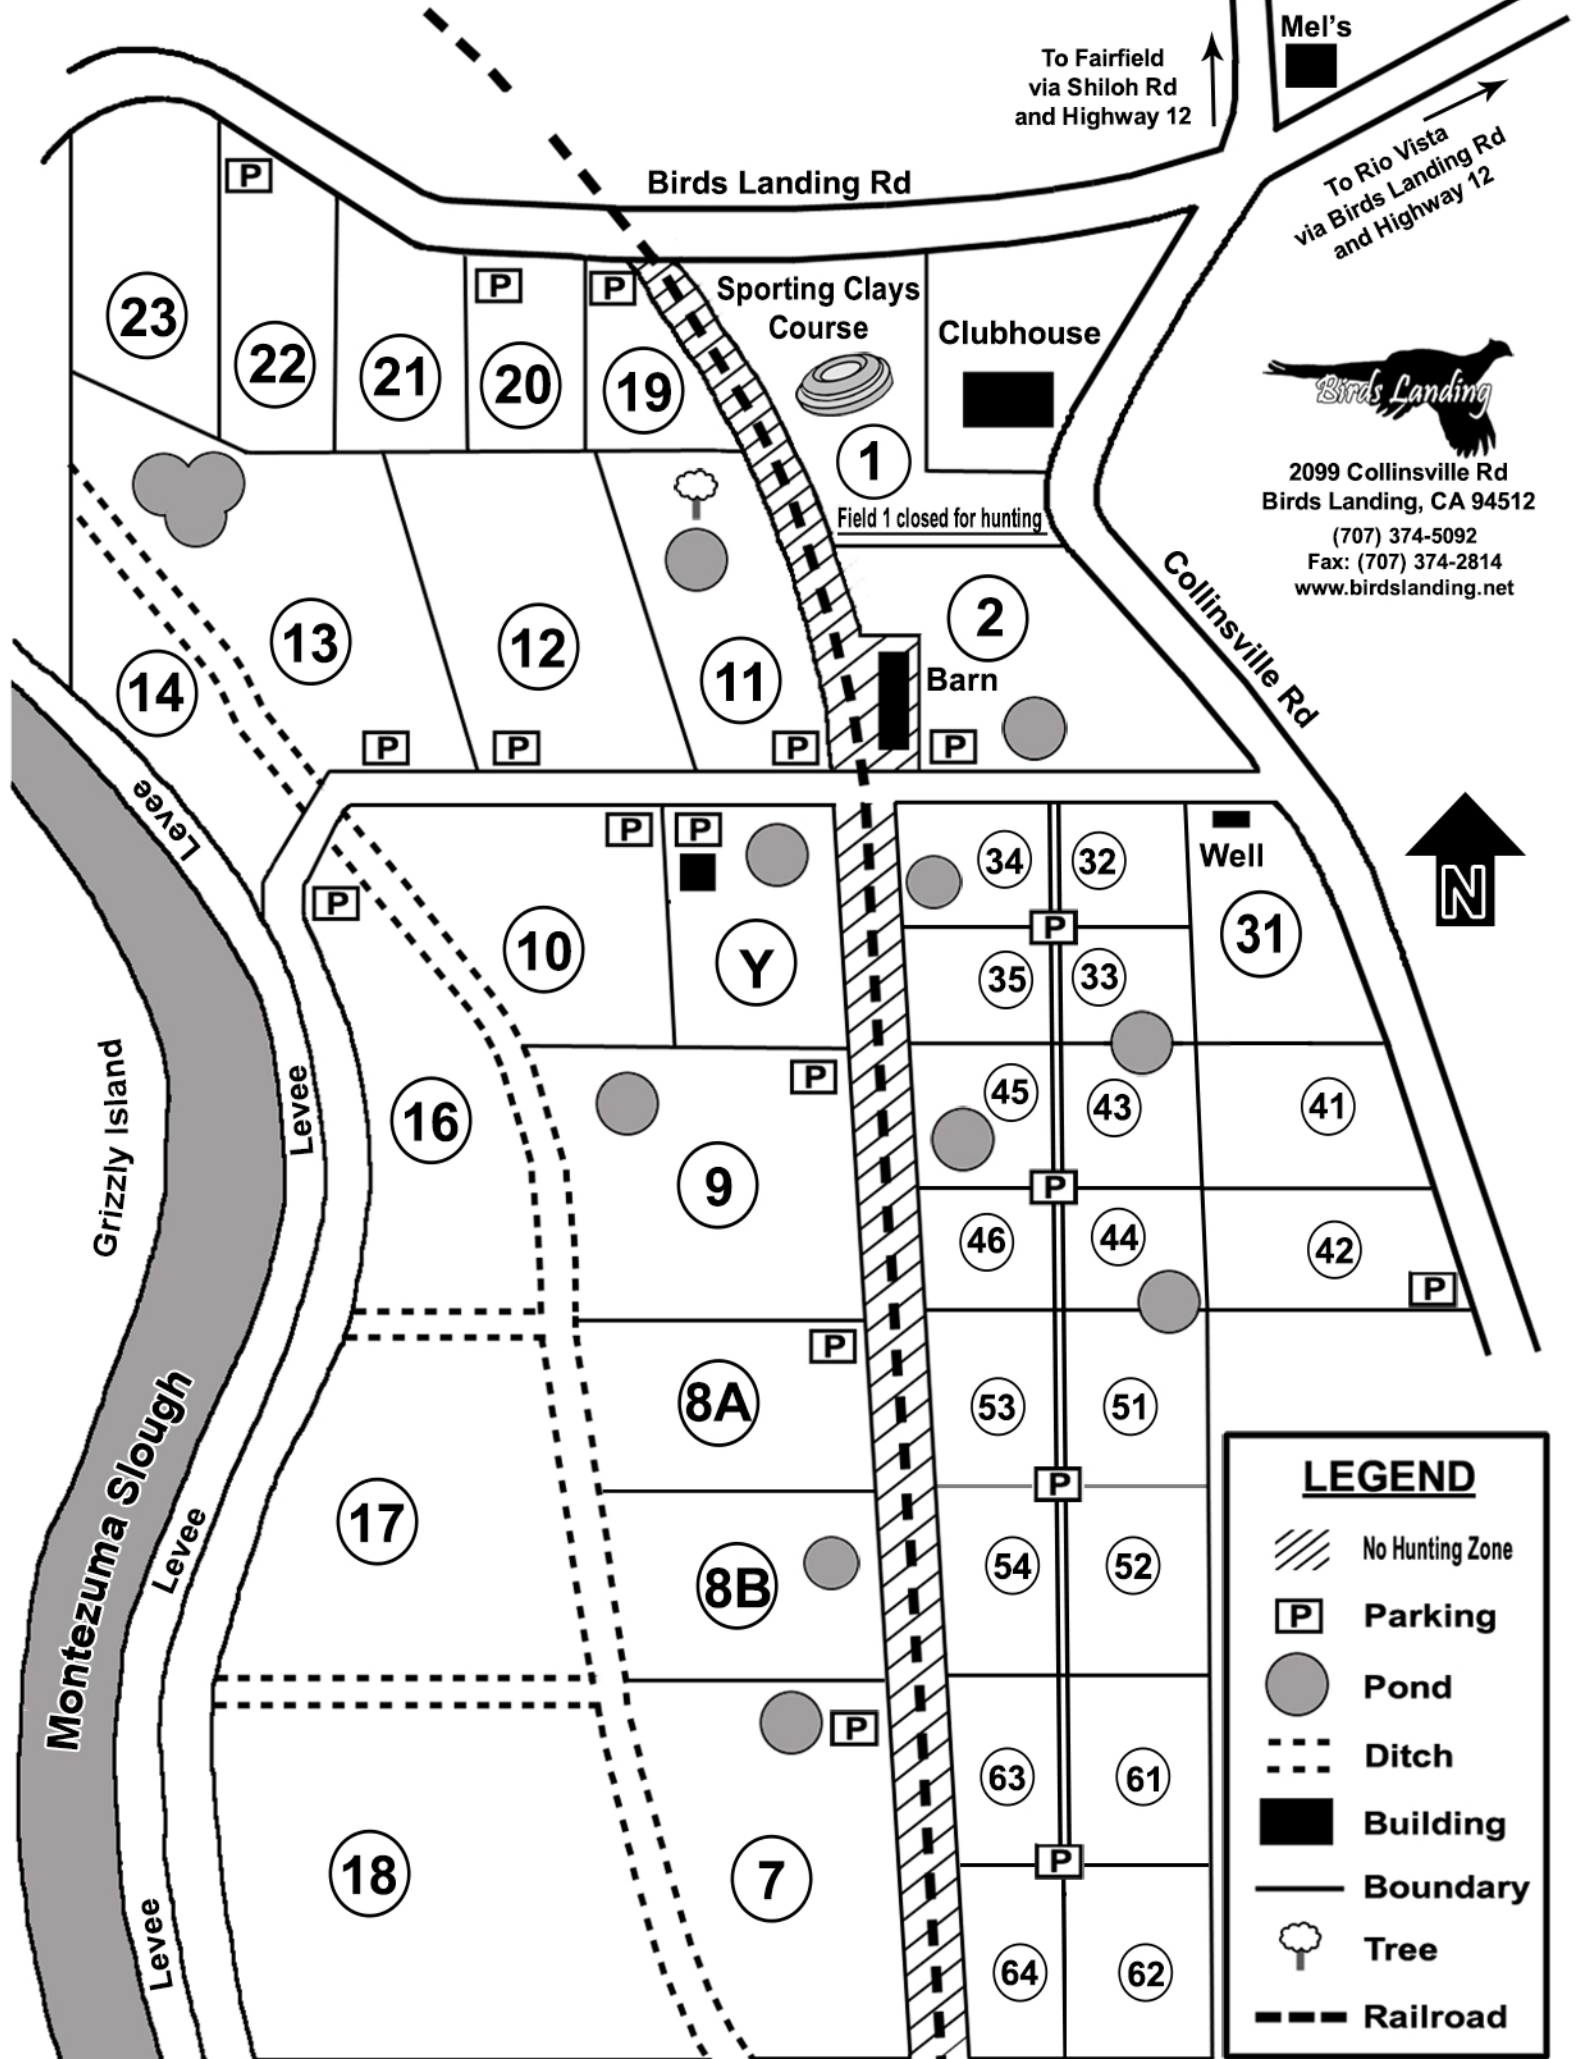 Mel's
To Fairfield
via Shiloh Rd
and Highway 12
To Rio Vista
via Birds Landing Rd
and Highway 12
Birds Landing Rd
P
23
22
21
P
20
P
19
Sporting Clays
Course
Clubhouse
1
Field 1 closed for hunting
Birds Landing
2099 Collinsville Rd
Birds Landing, CA 94512
(707) 374-5092
Fax: (707) 374-2814
www.birdslanding.net
Collinsville Rd
14
13
12
11
2
Barn
P
P
P
P
Levee
P
P
P
10
Y
34
32
Well
P
31
N
35
33
Grizzly Island
Levee
16
P
9
45
43
41
P
46
44
42
P
P
8A
53
51
P
Montezuma Slough
Levee
17
8B
54
52
P
63
61
P
18
7
64
62
Levee
LEGEND
No Hunting Zone
P Parking
Pond
Ditch
Building
Boundary
Tree
Railroad